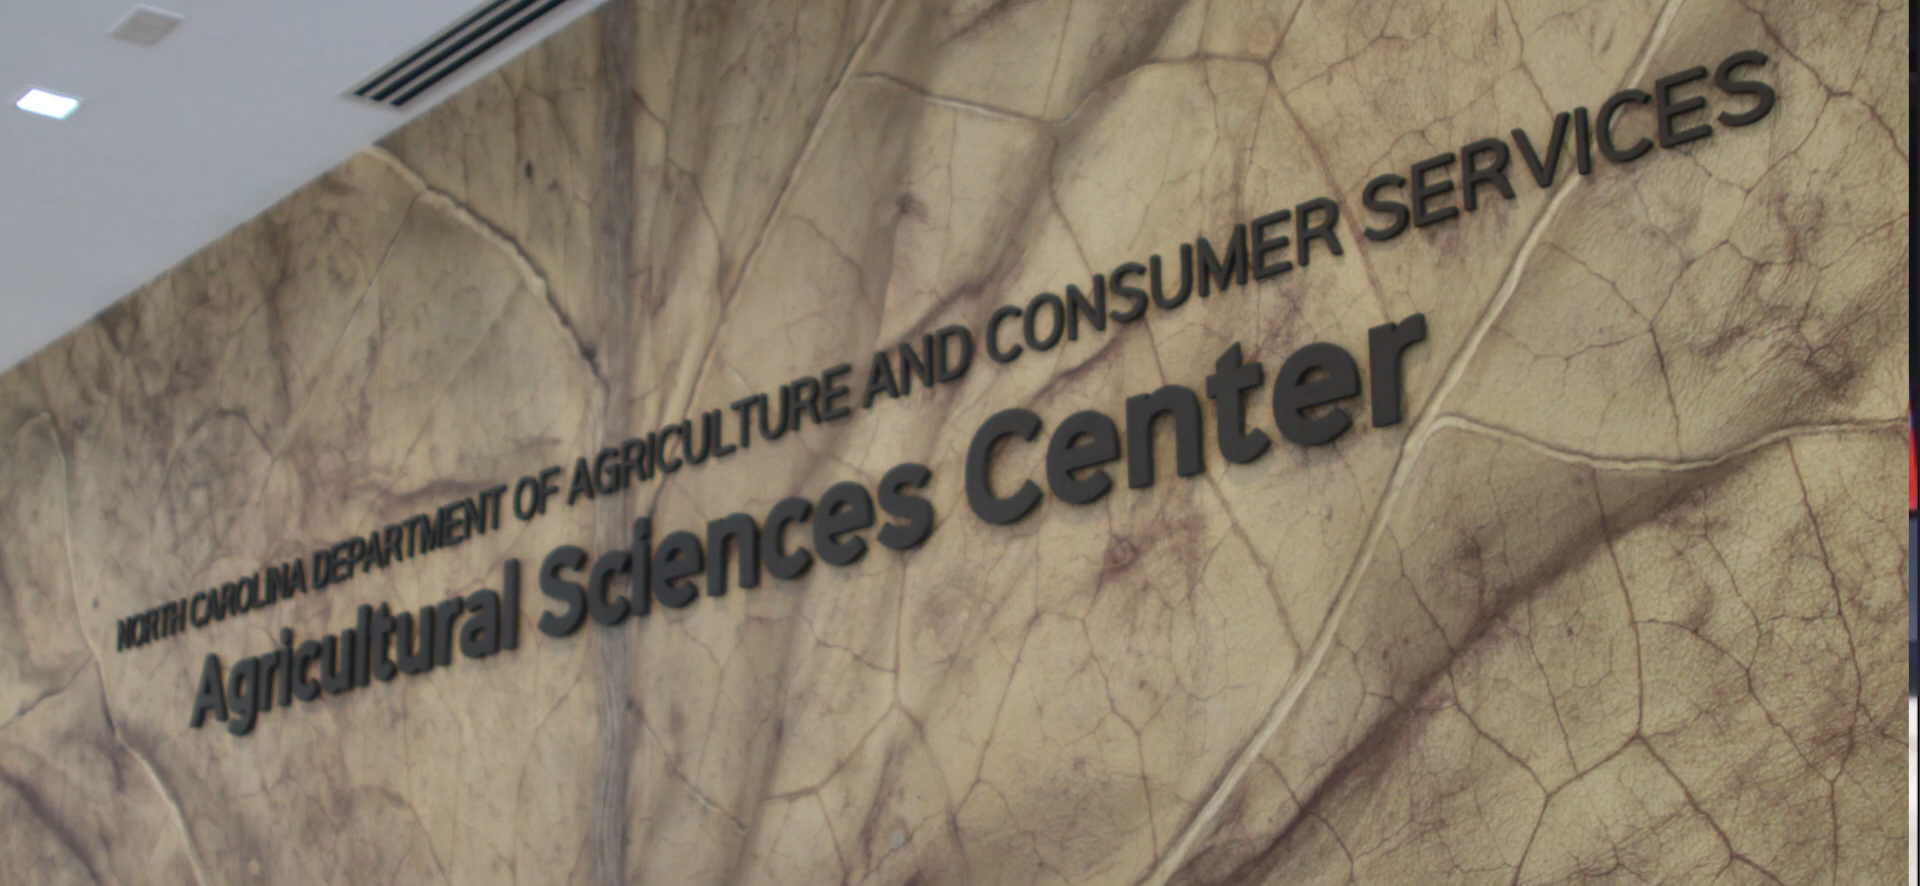 NORTH CAROLINA DEPARTMENT OF AGRICULTURE AND CONSUMER SERVICES
Agricultural Sciences Center